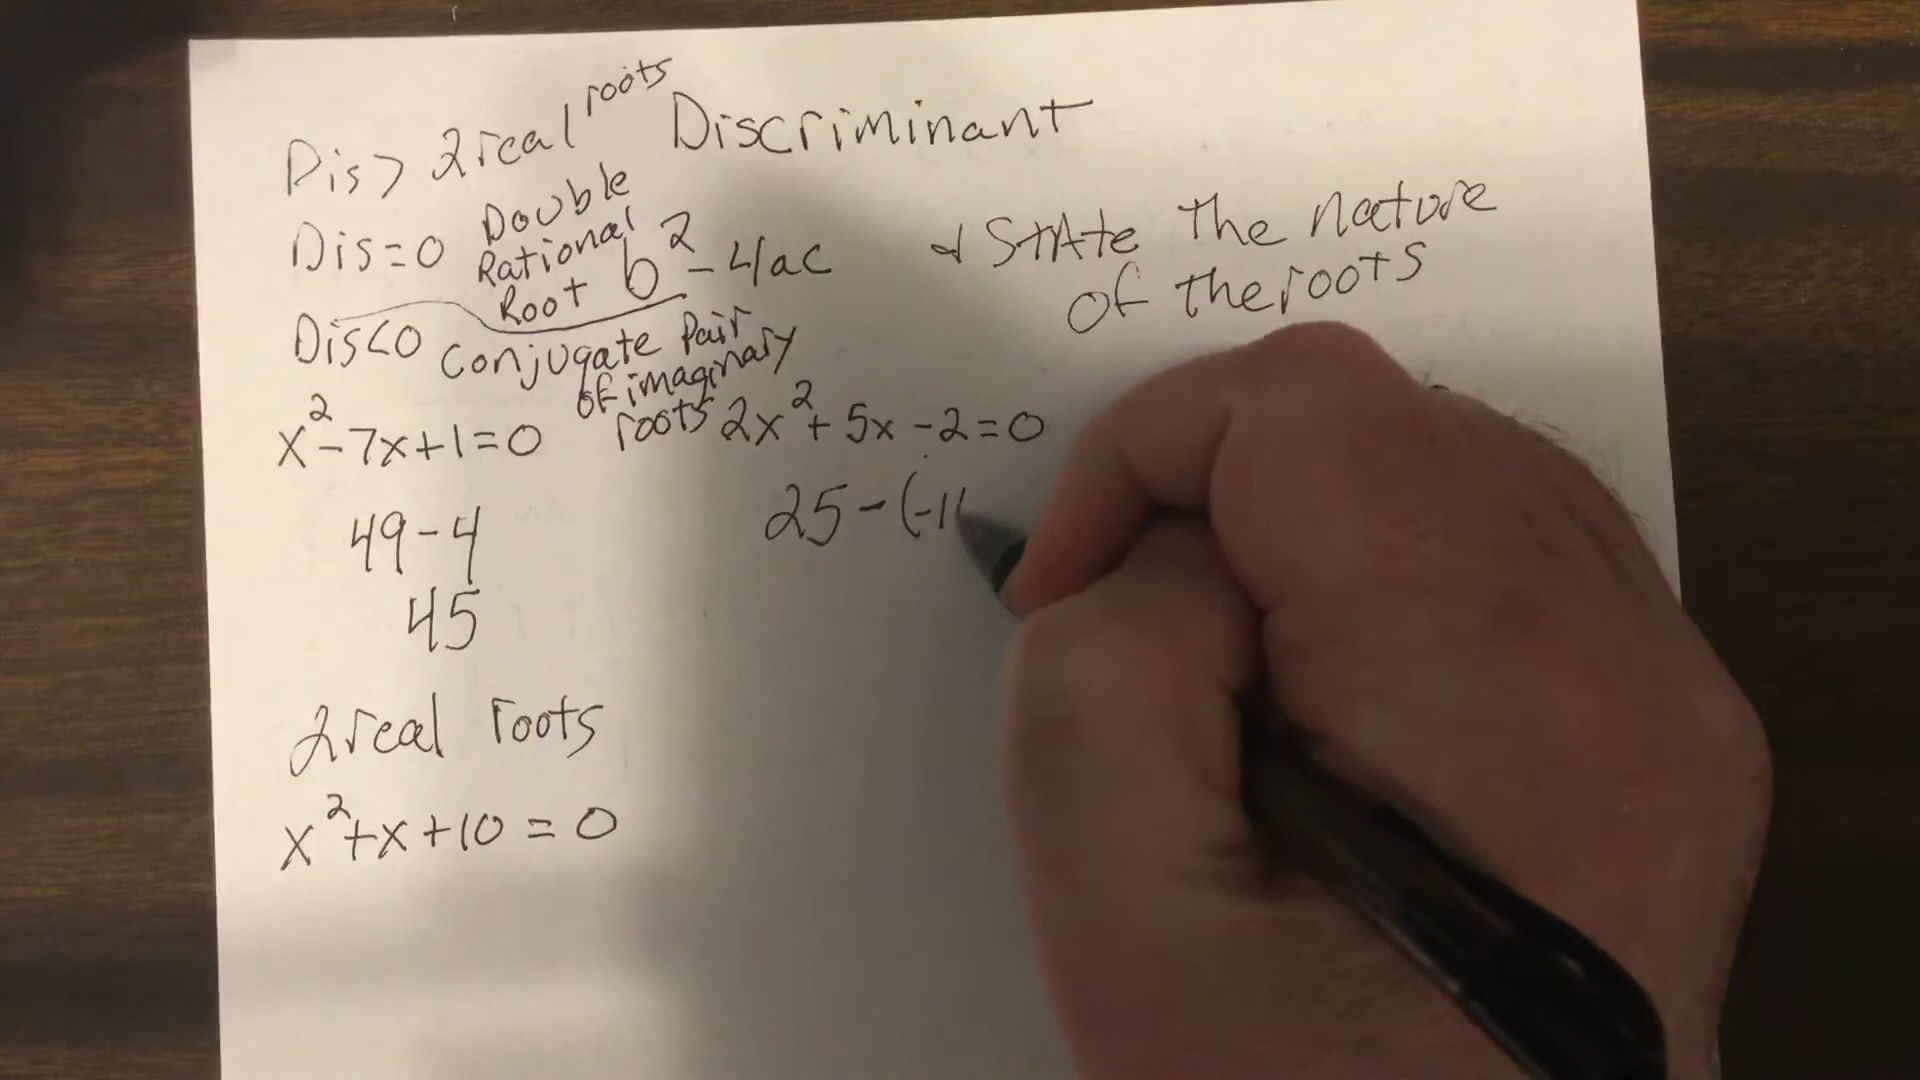 Discriminant
Dis> 2 real roots
Dis=0 Double
Rational
Root
b²-4ac
& State the nature
of the roots
Dis<0 conjugate Pair
of imaginary
roots
x²-7x+1=0
49-4
45
2 real roots
2x²+5x-2=0
25-(-1
x²+x+10=0